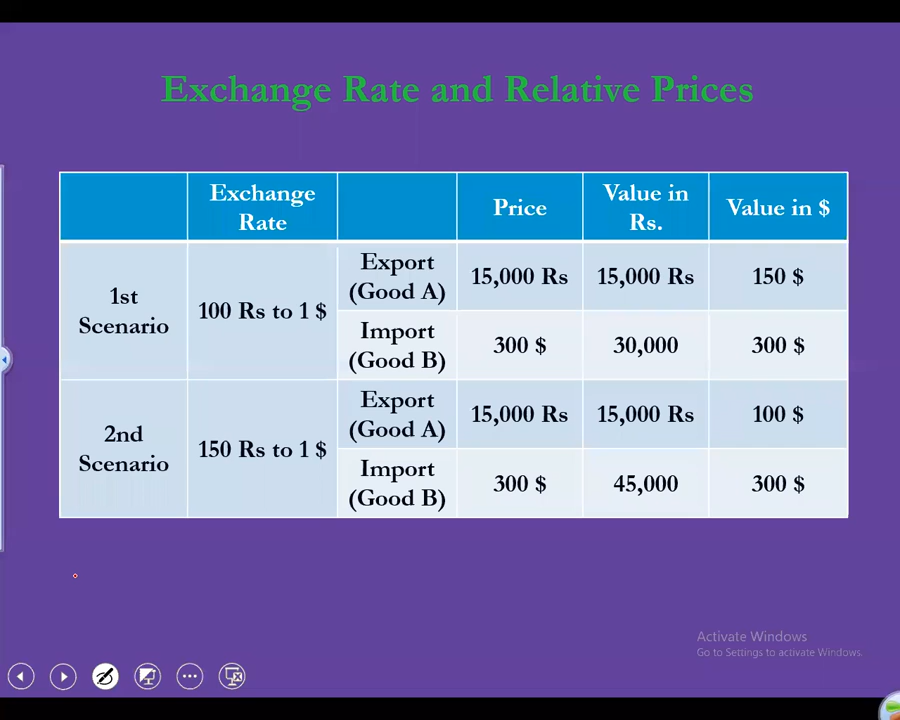 Exchange Rate and Relative Prices
Exchange
Rate
Price
Value in
Rs.
Value in $
1st
Scenario
100 Rs to 1 $
Export
(Good A)
15,000 Rs
15,000 Rs
150 $
Import
(Good B)
300 $
30,000
300 $
2nd
Scenario
150 Rs to 1 $
Export
(Good A)
15,000 Rs
15,000 Rs
100 $
Import
(Good B)
300 $
45,000
300 $
Activate Windows
Go to Settings to activate Windows.